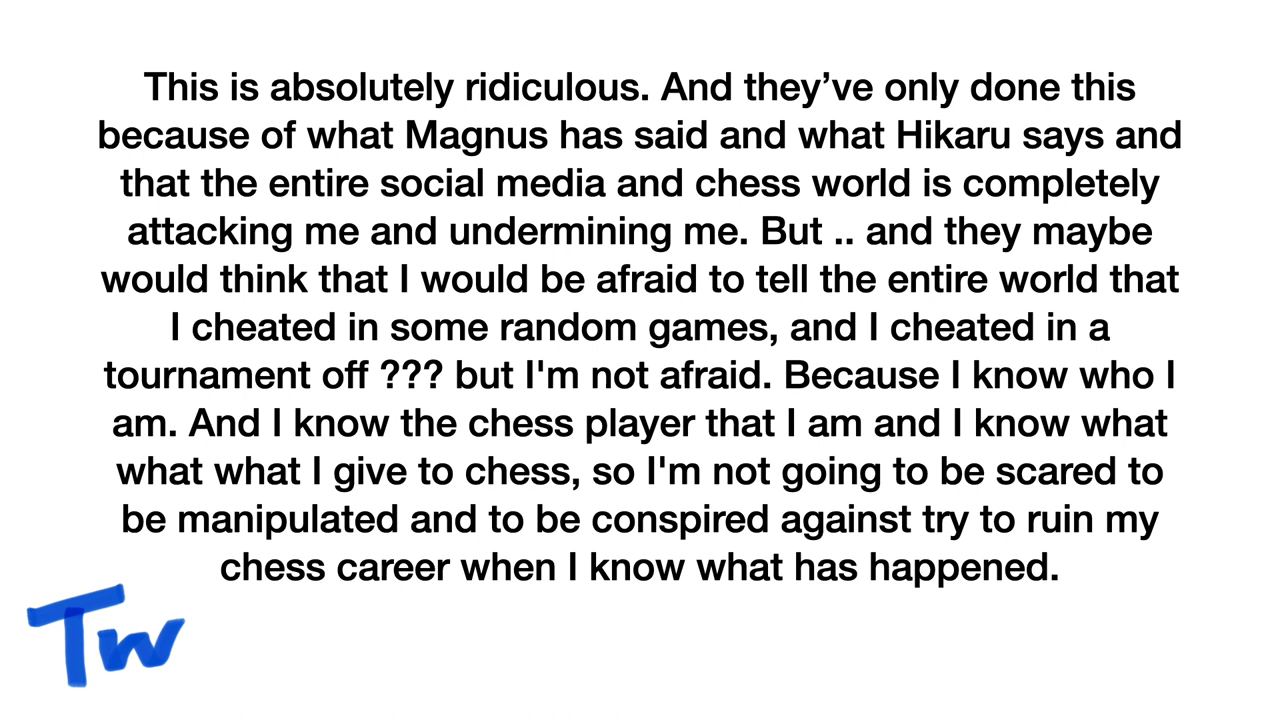 This is absolutely ridiculous. And they’ve only done this
because of what Magnus has said and what Hikaru says and
that the entire social media and chess world is completely
attacking me and undermining me. But .. and they maybe
would think that I would be afraid to tell the entire world that
I cheated in some random games, and I cheated in a
tournament off ??? but I'm not afraid. Because I know who I
am. And I know the chess player that I am and I know what
what what I give to chess, so I'm not going to be scared to
be manipulated and to be conspired against try to ruin my
chess career when I know what has happened.
Tw